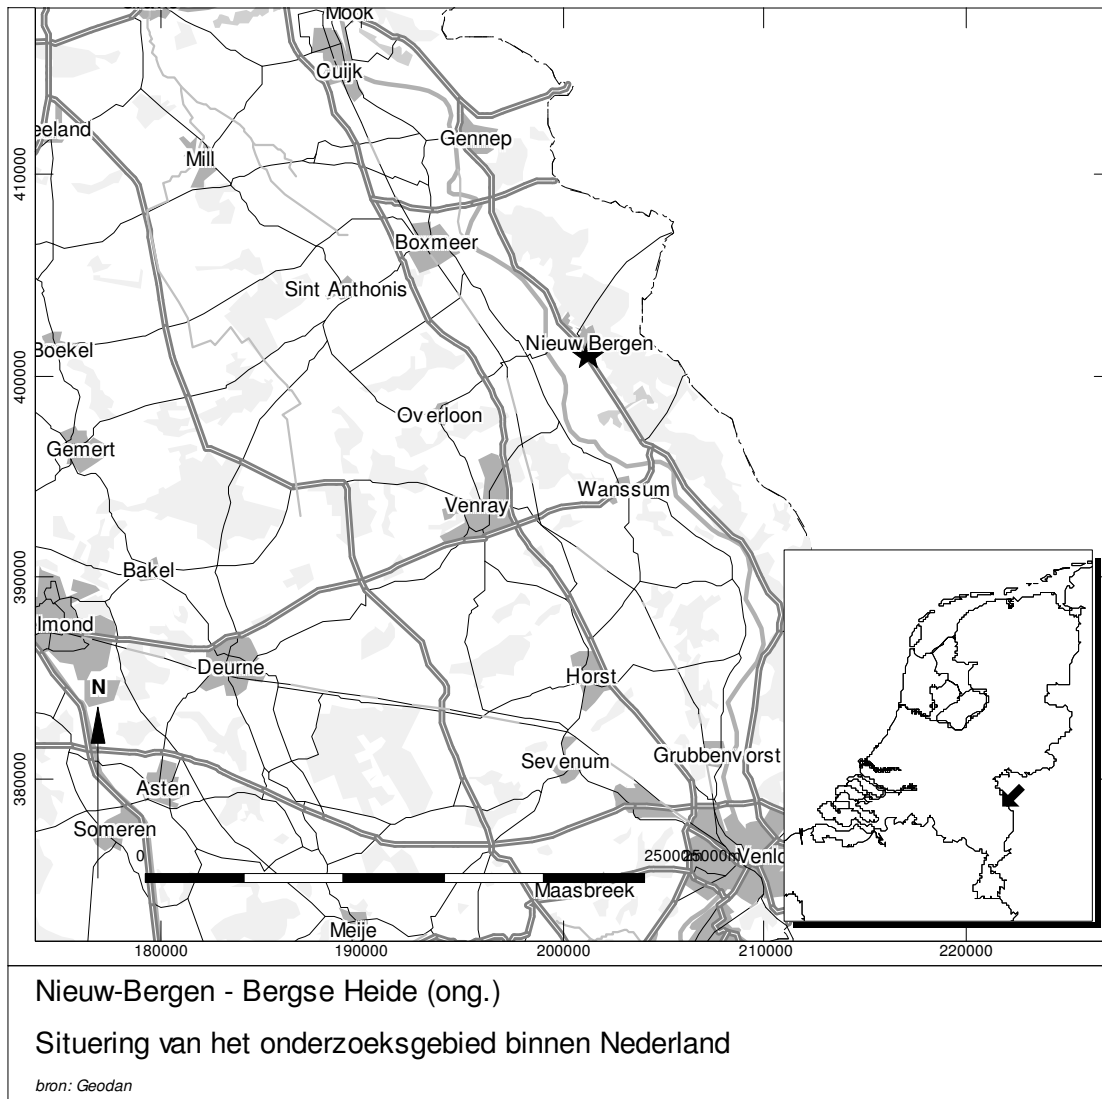 Mook
Cuijk
eeland
Gennep
Mill
410000
Boxmeer
Sint Anthonis
Nieuw Bergen
Boekel
400000
Overloon
Gemert
Wanssum
Venray
Bakel
390000
lmond
Deurne
Horst
N
Grubbenvorst
Sevenum
380000
Asten
Someren
0
25000m
Venlo
Maasbreek
Meije
180000
190000
200000
210000
220000
Nieuw-Bergen - Bergse Heide (ong.)
Situering van het onderzoeksgebied binnen Nederland
bron: Geodan